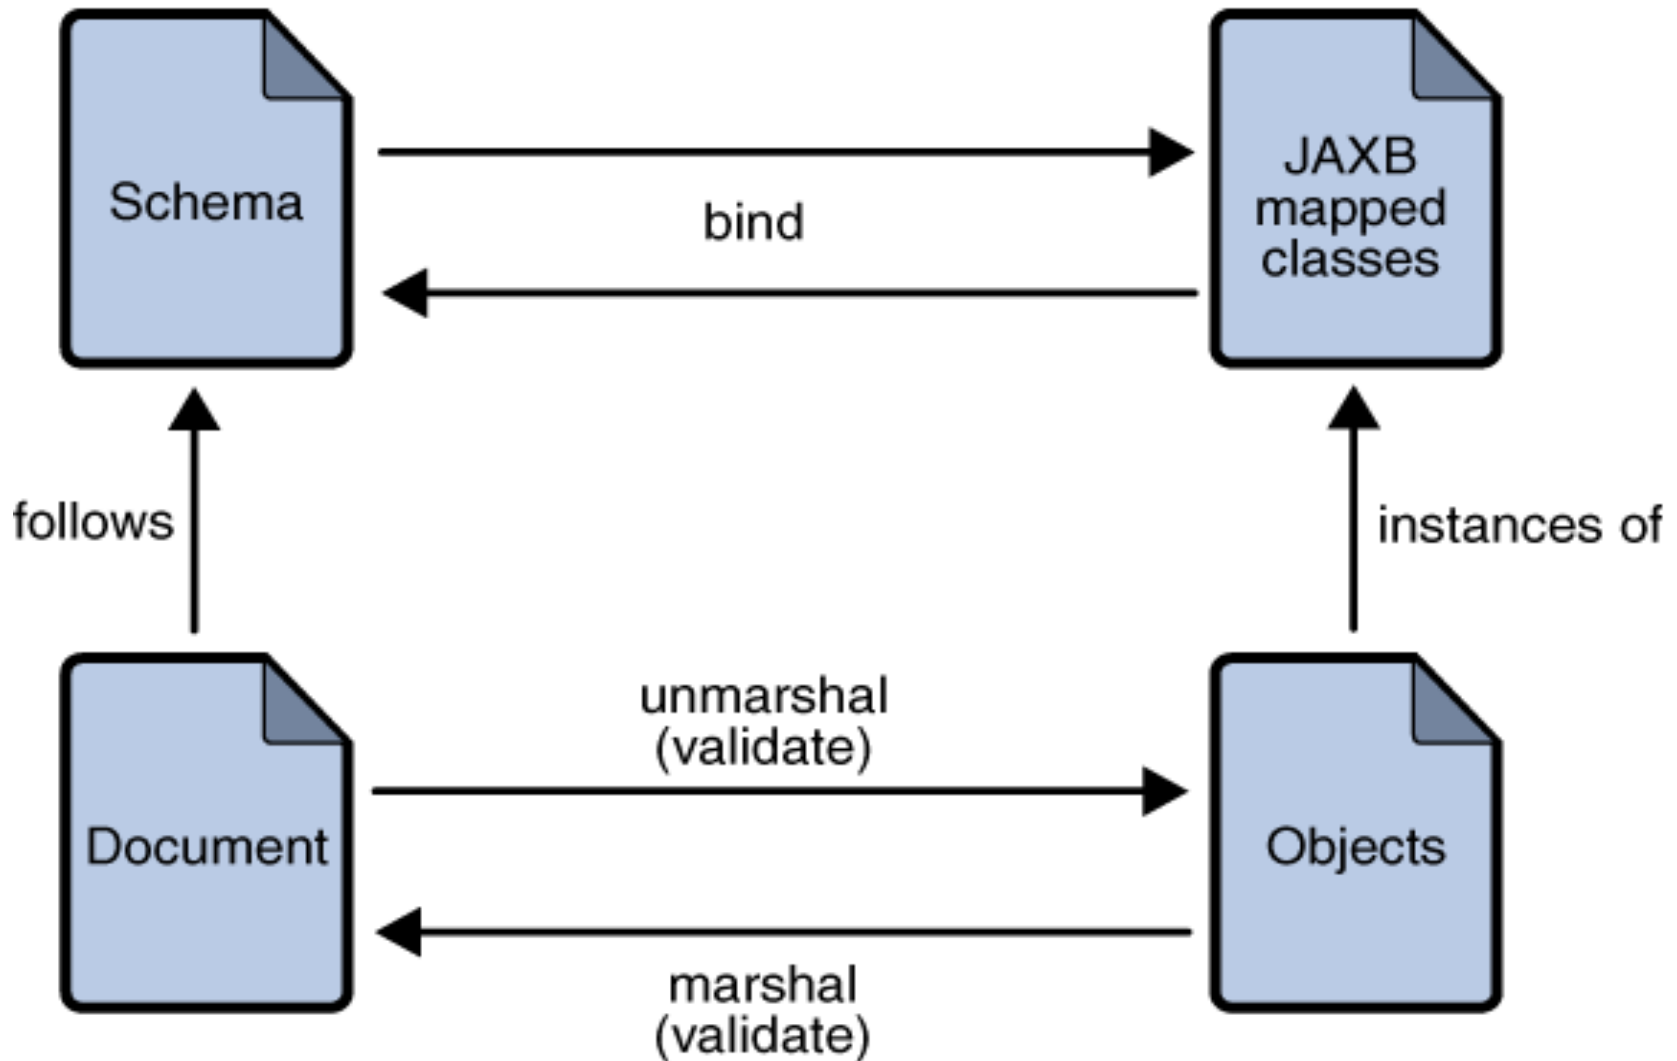 Schema
bind
JAXB
mapped
classes
follows
instances of
unmarshal
(validate)
Document
Objects
marshal
(validate)